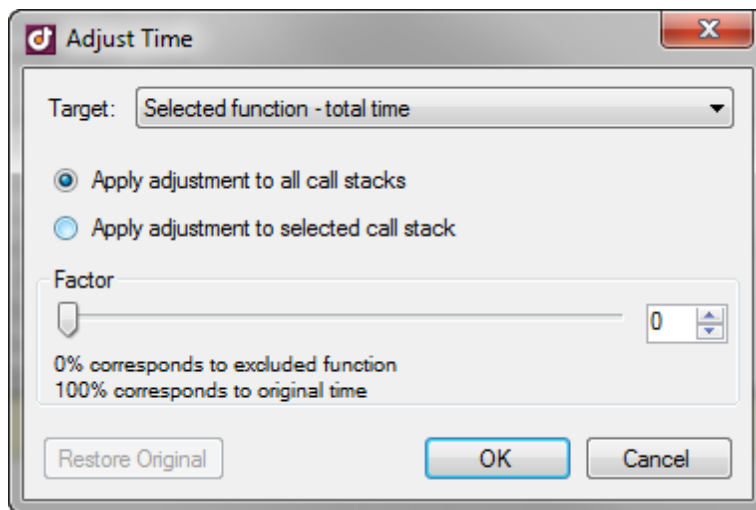 Adjust Time
Target: Selected function - total time
Apply adjustment to all call stacks
Apply adjustment to selected call stack
Factor
0
0% corresponds to excluded function
100% corresponds to original time
Restore Original OK Cancel